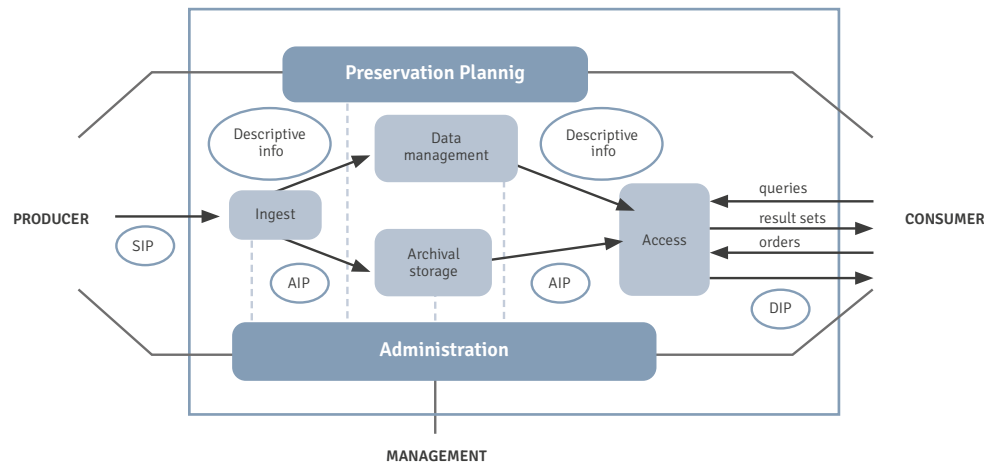 Preservation Plannig
Descriptive
info
Data
management
Descriptive
info
PRODUCER
SIP
Ingest
Access
queries
result sets
orders
CONSUMER
Archival
storage
AIP
AIP
DIP
Administration
MANAGEMENT